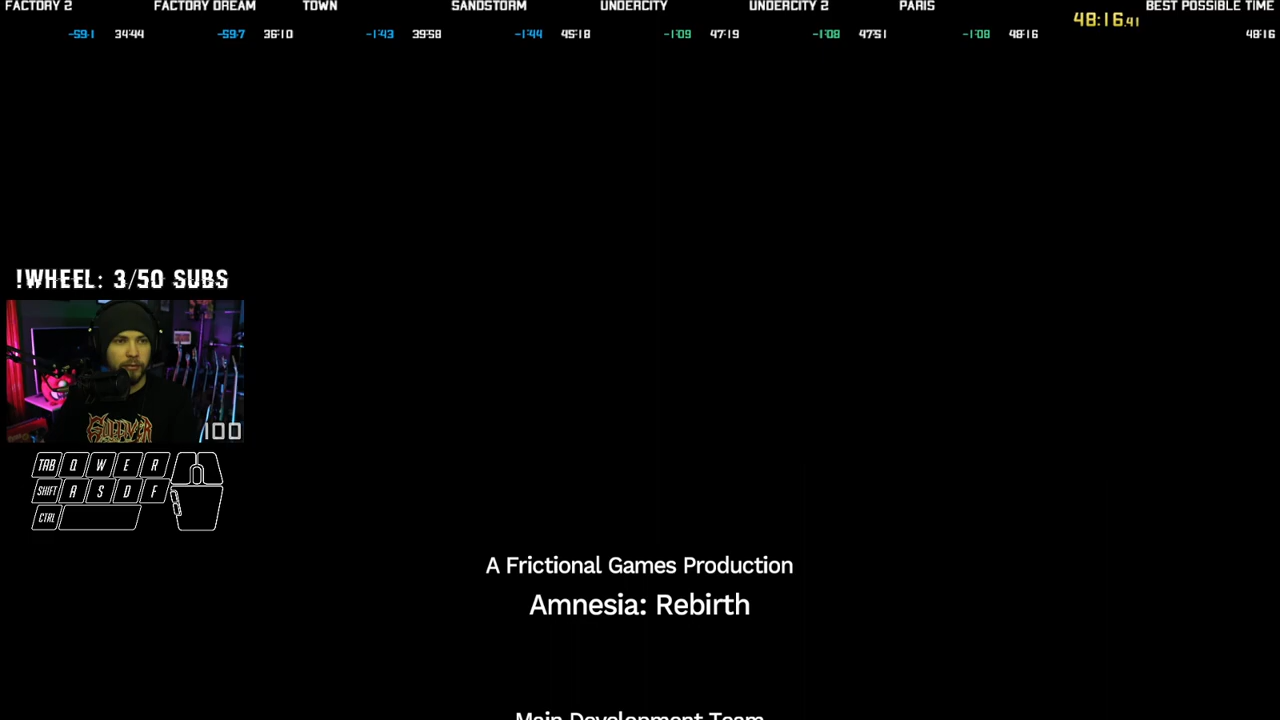 FACTORY 2 FACTORY DREAM TOWN SANDSTORM UNDERCITY UNDERCITY 2 PARIS BEST POSSIBLE TIME
48:16.41
-59.1 34:44 -59.7 36:10 -1:43 39:58 -1:44 45:18 -1:09 47:19 -1:08 47:51 -1:08 48:16 48:16
!WHEEL: 3/50 SUBS
100
TAB Q W E R
SHIFT A S D F
CTRL
A Frictional Games Production
Amnesia: Rebirth
Main Development Team